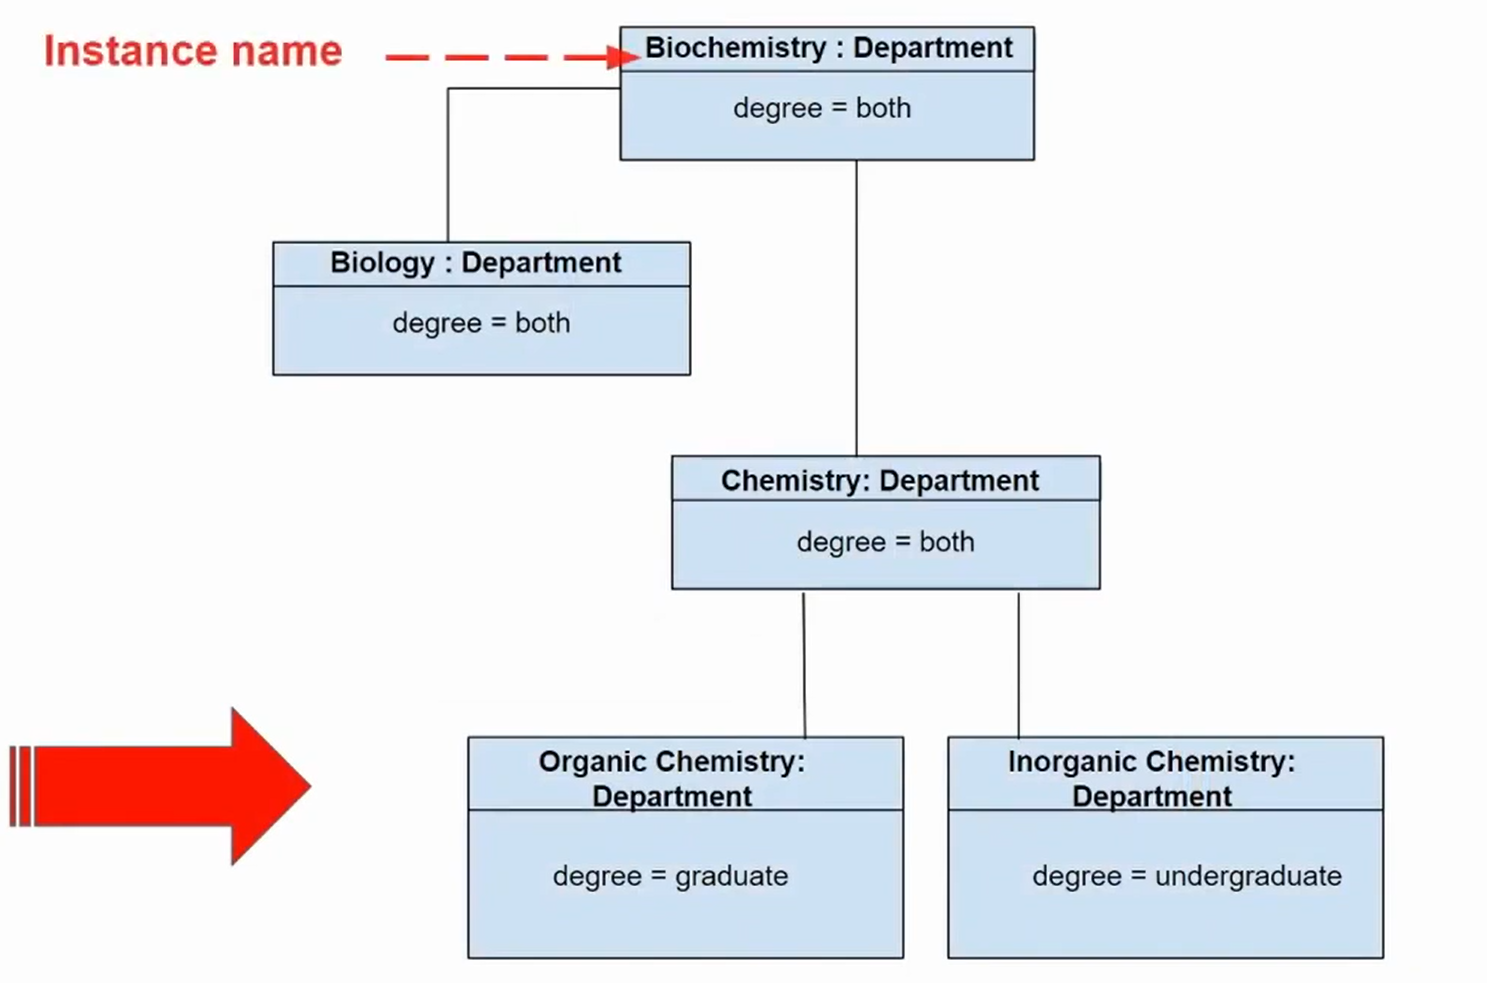 Instance name
Biochemistry : Department
degree = both
Biology : Department
degree = both
Chemistry: Department
degree = both
Organic Chemistry:
Department
degree = graduate
Inorganic Chemistry:
Department
degree = undergraduate